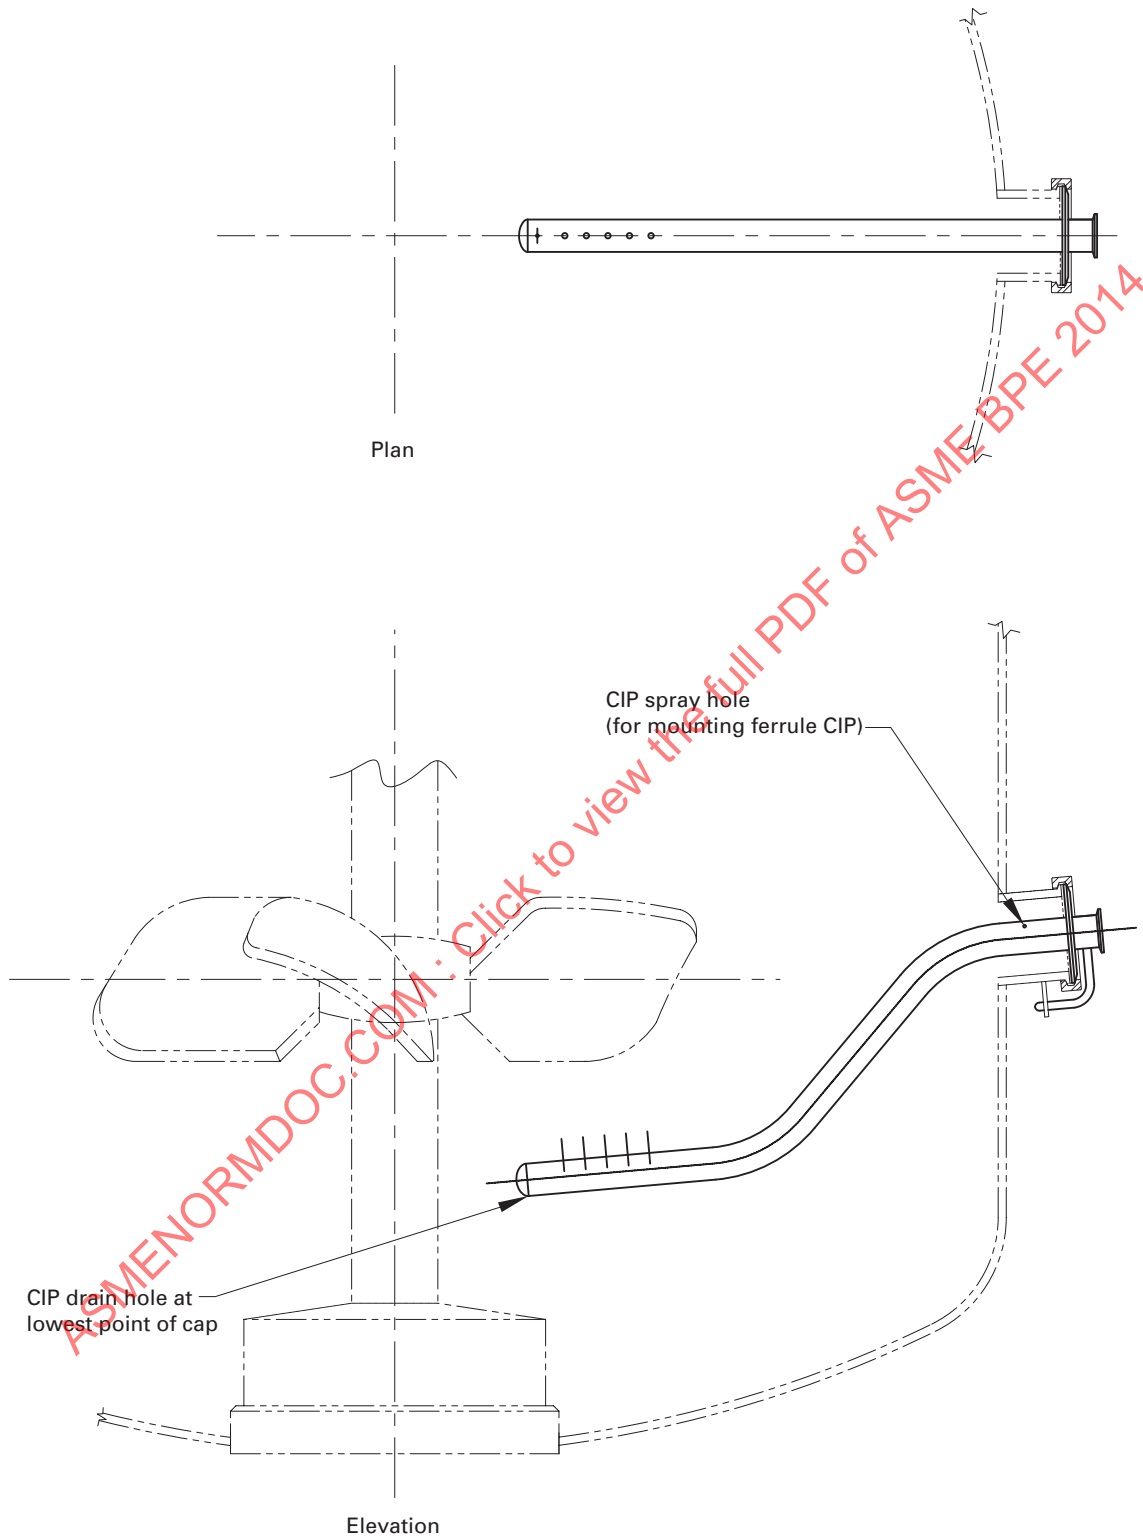 Plan
CIP spray hole
(for mounting ferrule CIP)
CIP drain hole at
lowest point of cap
Elevation
ASMENORMDOC.COM : Click to view the full PDF of ASME BPE 2014